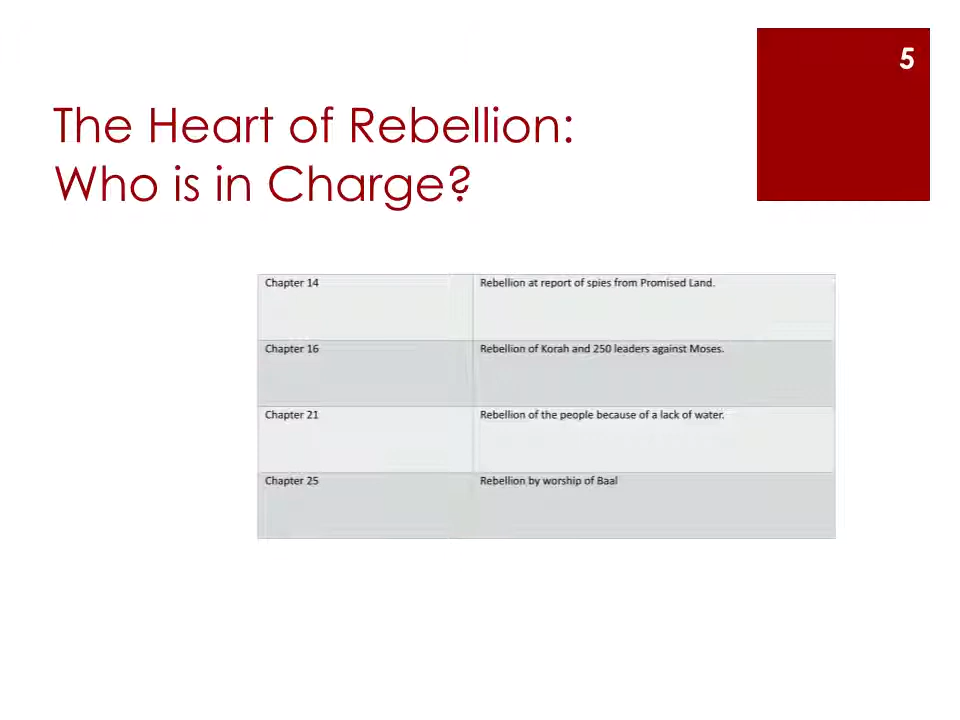 5
The Heart of Rebellion:
Who is in Charge?
Chapter 14 Rebellion at report of spies from Promised Land.
Chapter 16 Rebellion of Korah and 250 leaders against Moses.
Chapter 21 Rebellion of the people because of a lack of water.
Chapter 25 Rebellion by worship of Baal